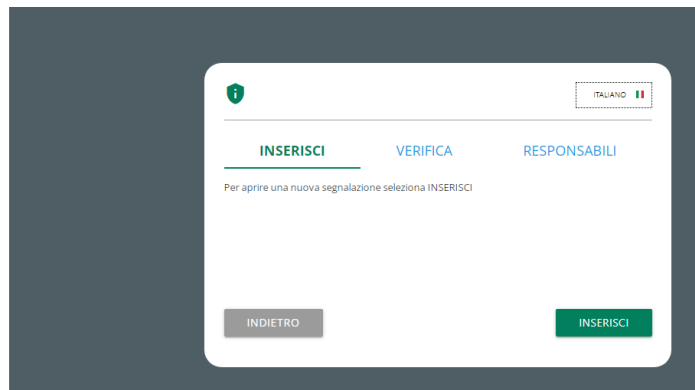 ITALIANO
INSERISCI VERIFICA RESPONSABILI
Per aprire una nuova segnalazione seleziona INSERISCI
INDIETRO INSERISCI